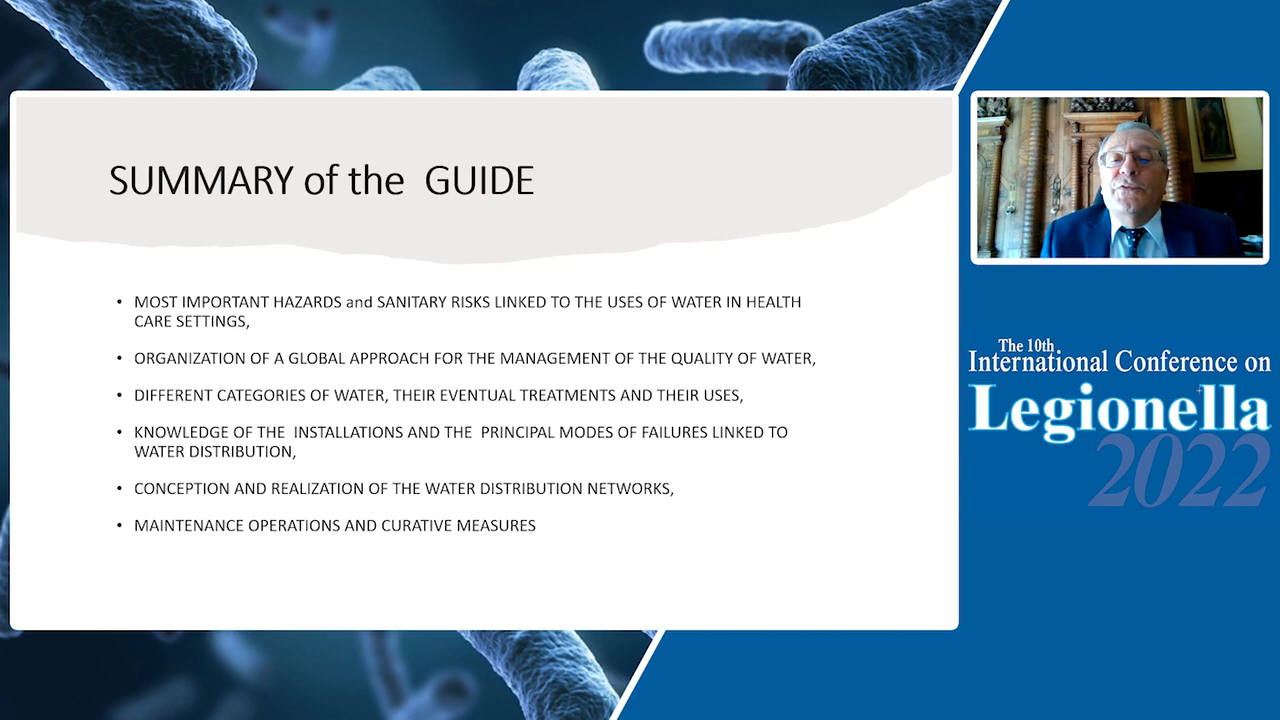 SUMMARY of the GUIDE
• MOST IMPORTANT HAZARDS and SANITARY RISKS LINKED TO THE USES OF WATER IN HEALTH
CARE SETTINGS,
• ORGANIZATION OF A GLOBAL APPROACH FOR THE MANAGEMENT OF THE QUALITY OF WATER,
• DIFFERENT CATEGORIES OF WATER, THEIR EVENTUAL TREATMENTS AND THEIR USES,
• KNOWLEDGE OF THE INSTALLATIONS AND THE PRINCIPAL MODES OF FAILURES LINKED TO
WATER DISTRIBUTION,
• CONCEPTION AND REALIZATION OF THE WATER DISTRIBUTION NETWORKS,
• MAINTENANCE OPERATIONS AND CURATIVE MEASURES
The 10th
International Conference on
Legionella
2022